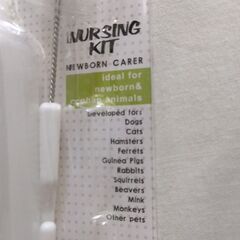 NURSING
KIT
NEWBORN CARER
ideal for
newborn&
orphan animals
Developed for:
Dogs
Cats
Hamsters
Ferrets
Guinea Pigs
Rabbits
Squirrels
Beavers
Mink
Monkeys
Other pets